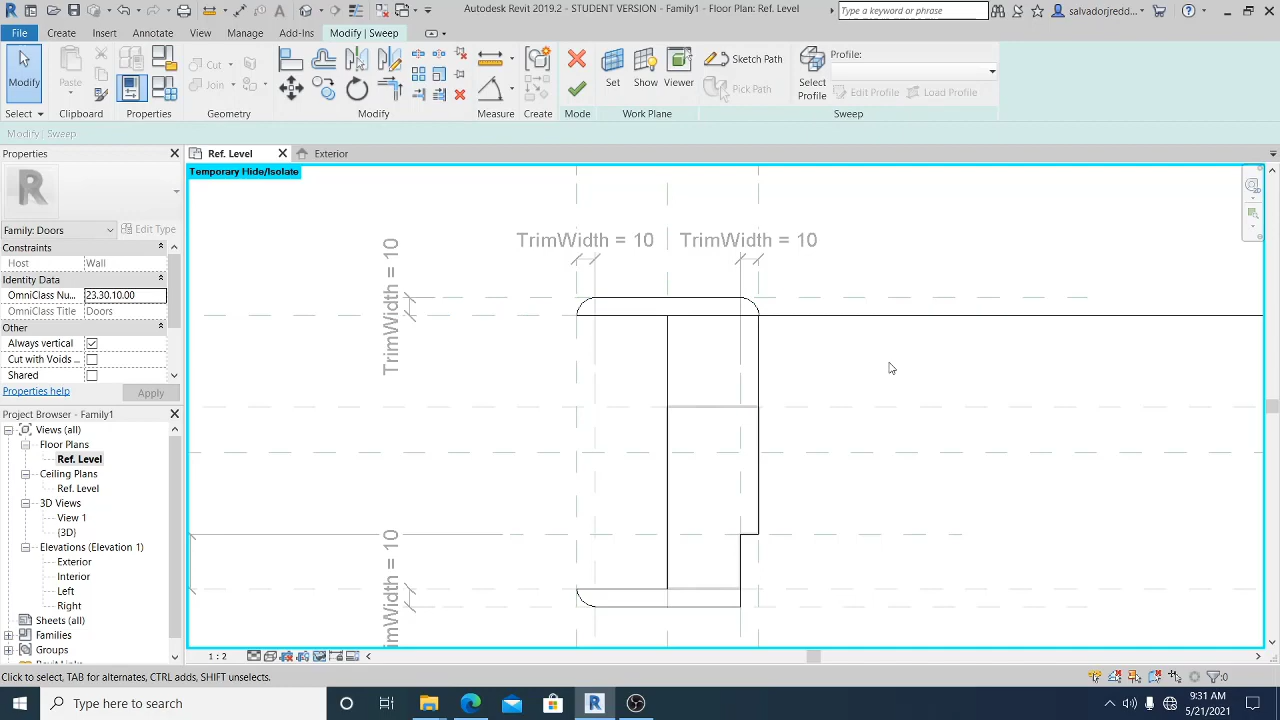 Autodesk Revit 2019.2 - STUDENT VERSION - Family1 - Floor Plan: Ref. Level
Type a keyword or phrase
salvadorjredd...
File
Create
Insert
Annotate
View
Manage
Add-Ins
Modify | Sweep
Modify
Paste
Cut
Join
Set
Show
Viewer
Sketch Path
Pick Path
Select Profile
Profile:
Edit Profile
Load Profile
Select
Clipboard
Properties
Geometry
Modify
Measure
Create
Mode
Work Plane
Sweep
Modify | Sweep
Properties
Ref. Level
Exterior
Temporary Hide/Isolate
Family: Doors
Edit Type
Constraints
Host
Wall
Identity Data
OmniClass Nu...
23.30.10.00
OmniClass Title
Doors
Other
Always vertical
Cut with Voids ...
Shared
Properties help
Apply
Project Browser - Family1
Views (all)
Floor Plans
Ref. Level
Ceiling Plans
Ref. Level
3D Views
View 1
{3D}
Elevations (Elevation 1)
Exterior
Interior
Left
Right
Sheets (all)
Families
Groups
TrimWidth = 10
TrimWidth = 10
TrimWidth = 10
imWidth = 10
1 : 2
Click to select, TAB for alternates, CTRL adds, SHIFT unselects.
:0
Type here to search
9:31 AM
5/21/2021